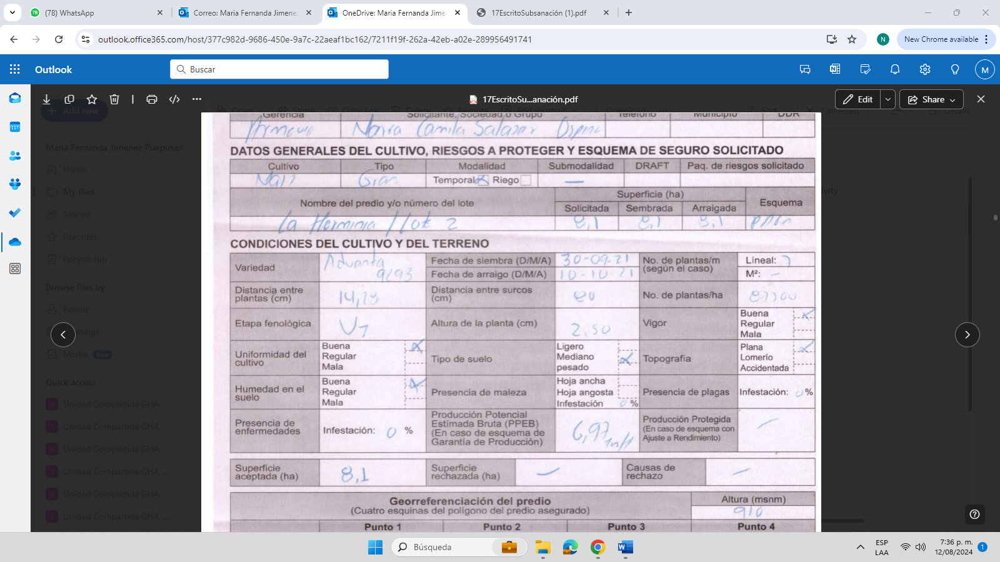 (78) WhatsApp
Correo: Maria Fernanda Jimenez
OneDrive: Maria Fernanda Jimen
17EscritoSubsanación (1).pdf
outlook.office365.com/host/377c982d-9686-450e-9a7c-22aeaf1bc162/7211f19f-262a-42eb-a02e-289956491741
N
New Chrome available
Outlook
Buscar
M
17EscritoSu...anación.pdf
Edit
Share
Add new
Maria Fernanda Jimenez Piarpusan
Home
My files
Shared
Favorites
Recycle bin
Browse files by
People
Meetings
Media New
Quick access
Unidad Compartida GHA ...
Unidad Compartida GHA
Unidad Compartida GHA ...
Unidad Compartida GHA ...
Unidad Compartida GHA ...
Unidad Compartida GHA ...
Gerencia Solicitante, Sociedad o Grupo Teléfono Municipio DDR
Armenia Camila Salazar Ospina
DATOS GENERALES DEL CULTIVO, RIESGOS A PROTEGER Y ESQUEMA DE SEGURO SOLICITADO
Cultivo Tipo Modalidad Submodalidad DRAFT Paq. de riesgos solicitado
Maiz Grano Temporal Riego —
Nombre del predio y/o número del lote Superficie (ha) Esquema
Solicitada Sembrada Arraigada
La Herminia / Lote 2 8,1 8,1 8,1
CONDICIONES DEL CULTIVO Y DEL TERRENO
Variedad Advanta 9293 Fecha de siembra (D/M/A) 30-09-21 No. de plantas/m (según el caso) Líneal: 7
Fecha de arraigo (D/M/A) 10-10-21 M²: —
Distancia entre plantas (cm) 14,29 Distancia entre surcos (cm) 80 No. de plantas/ha
Etapa fenológica V7 Altura de la planta (cm) 2.50 Vigor Buena Regular Mala
Uniformidad del cultivo Buena Regular Mala Tipo de suelo Ligero Mediano pesado Topografía Plana Lomerío Accidentada
Humedad en el suelo Buena Regular Mala Presencia de maleza Hoja ancha Hoja angosta Infestación 0 % Presencia de plagas Infestación: 0 %
Presencia de enfermedades Infestación: 0 % Producción Potencial Estimada Bruta (PPEB) (En caso de esquema de Garantía de Producción) 6,97 Producción Protegida (En caso de esquema con Ajuste a Rendimiento) —
Superficie aceptada (ha) 8,1 Superficie rechazada (ha) — Causas de rechazo —
Georreferenciación del predio Altura (msnm)
(Cuatro esquinas del polígono del predio asegurado) 910
Punto 1 Punto 2 Punto 3 Punto 4
Búsqueda
ESP
LAA
7:36 p. m.
12/08/2024
1